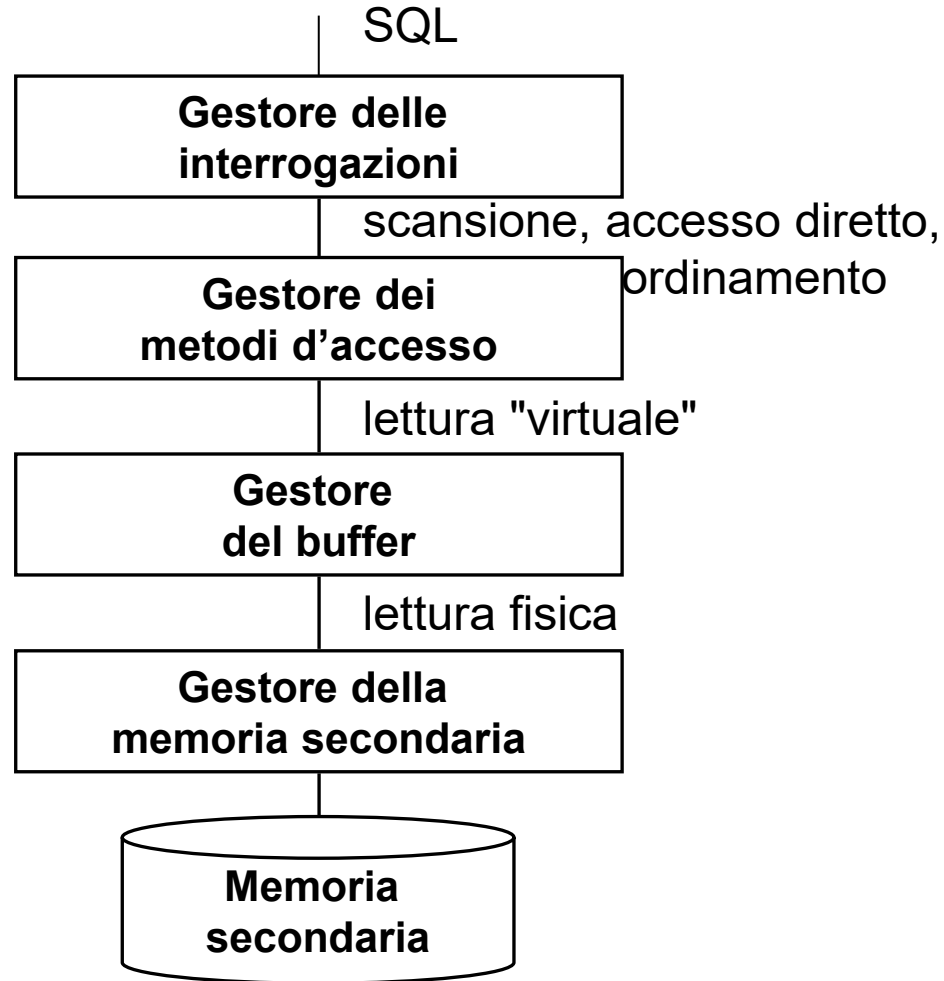 SQL
Gestore delle
interrogazioni
scansione, accesso diretto,
ordinamento
Gestore dei
metodi d’accesso
lettura "virtuale"
Gestore
del buffer
lettura fisica
Gestore della
memoria secondaria
Memoria
secondaria